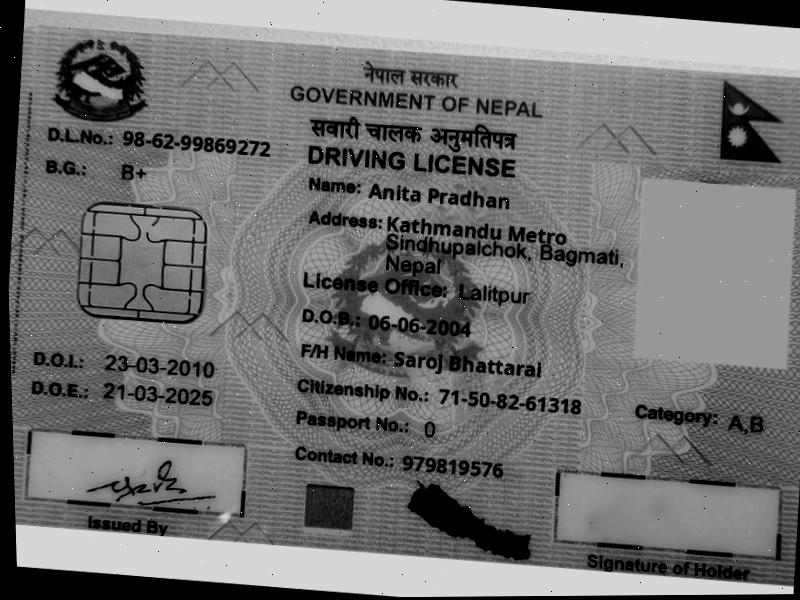 नेपाल सरकार
GOVERNMENT OF NEPAL
सवारी चालक अनुमतिपत्र
DRIVING LICENSE
D.L.No.: 98-62-99869272
B.G.: B+
Name: Anita Pradhan
Address: Kathmandu Metro
Sindhupalchok, Bagmati,
Nepal
License Office: Lalitpur
D.O.B.: 06-06-2004
F/H Name: Saroj Bhattarai
D.O.I.: 23-03-2010
D.O.E.: 21-03-2025
Citizenship No.: 71-50-82-61318
Category: A,B
Passport No.: 0
Contact No.: 979819576
Issued By
Signature of Holder